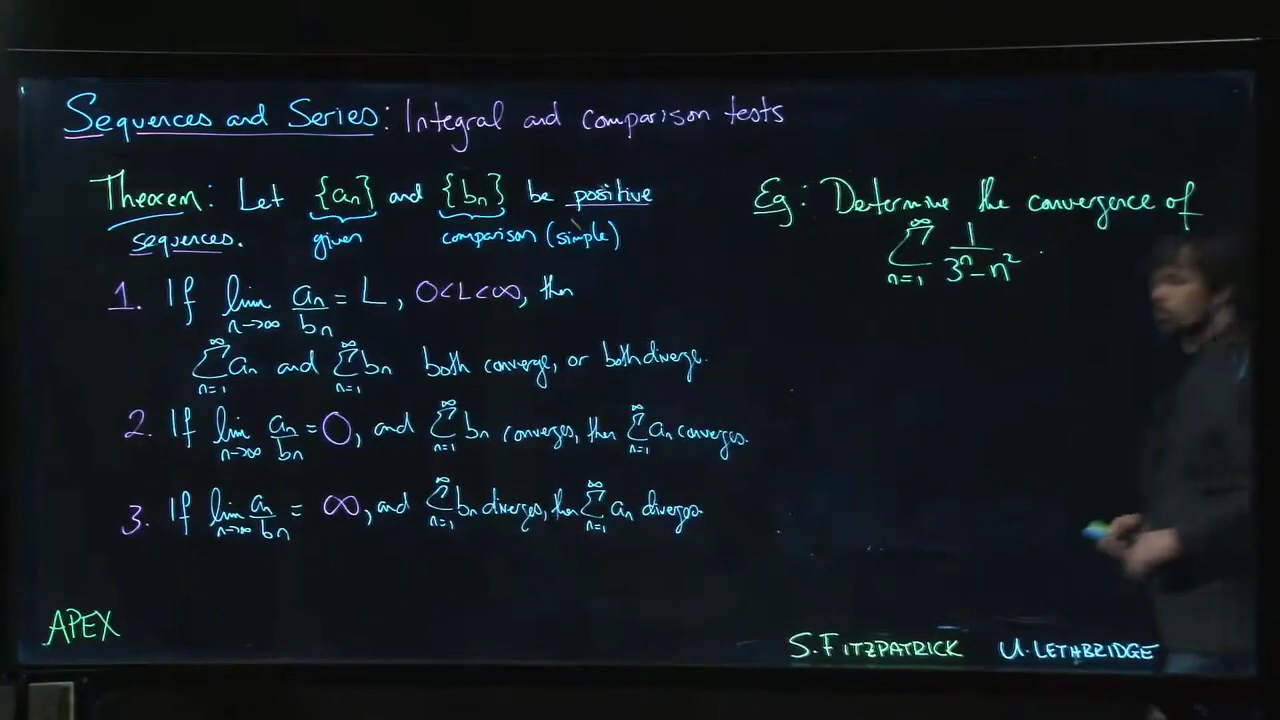 Sequences and Series: Integral and comparison tests
Theorem: Let {aₙ} and {bₙ} be positive
sequences. given comparison (simple)
1. If lim n→∞ aₙ/bₙ = L, 0<L<∞, then
∑ n=1 ∞ aₙ and ∑ n=1 ∞ bₙ both converge, or both diverge.
2. If lim n→∞ aₙ/bₙ = 0, and ∑ n=1 ∞ bₙ converges, then ∑ n=1 ∞ aₙ converges.
3. If lim n→∞ aₙ/bₙ = ∞, and ∑ n=1 ∞ bₙ diverges, then ∑ n=1 ∞ aₙ diverges.
Eg: Determine the convergence of
∑ n=1 ∞ 1/(3ⁿ-n²).
APEX
S. FITZPATRICK U. LETHBRIDGE